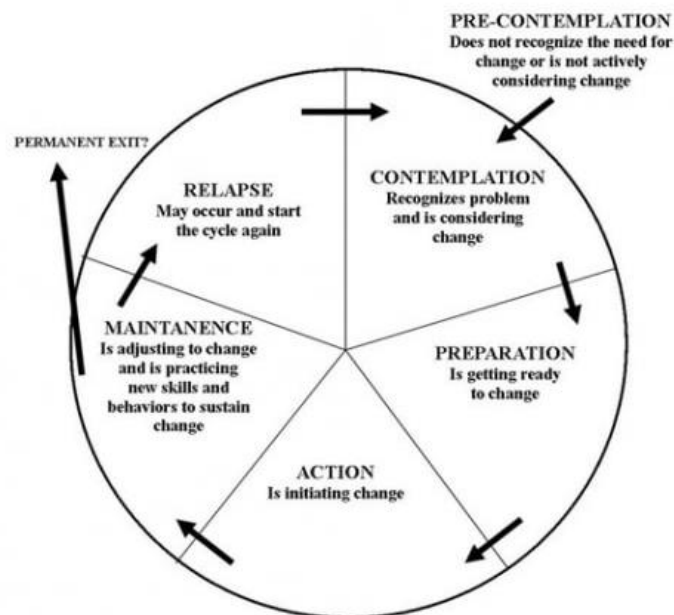 PRE-CONTEMPLATION
Does not recognize the need for
change or is not actively
considering change
PERMANENT EXIT?
RELAPSE
May occur and start
the cycle again
CONTEMPLATION
Recognizes problem
and is considering
change
MAINTANENCE
Is adjusting to change
and is practicing
new skills and
behaviors to sustain
change
PREPARATION
Is getting ready
to change
ACTION
Is initiating change